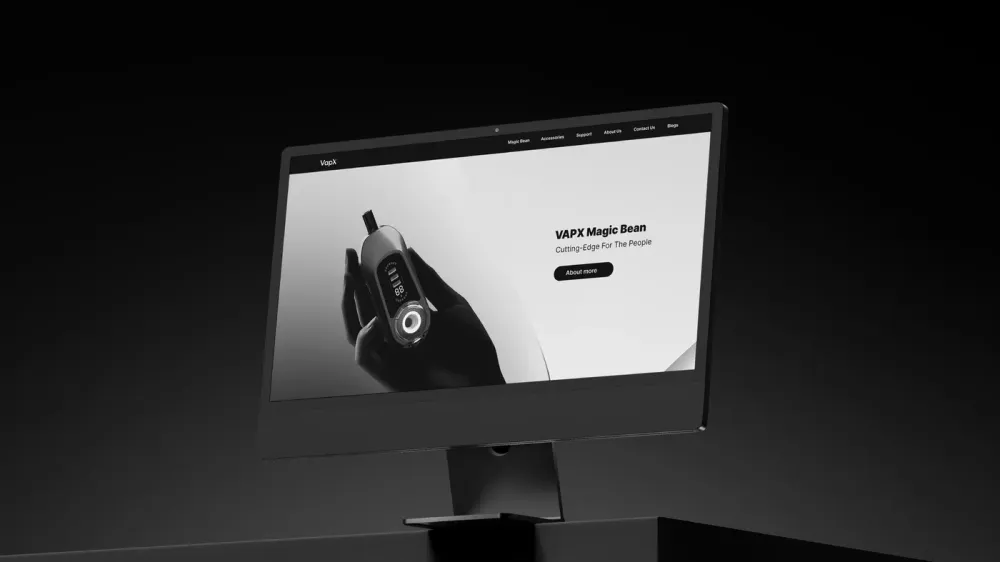 VapX
Magic Bean Accessories Support About Us Contact Us Blogs
VAPX Magic Bean
Cutting-Edge For The People
About more